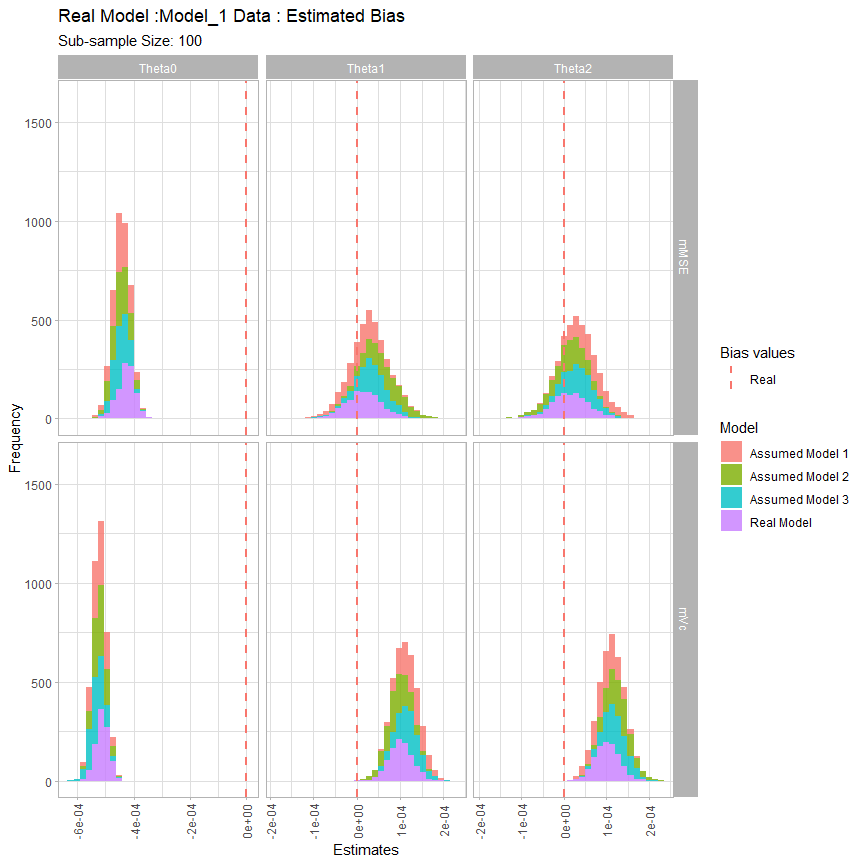 Real Model :Model_1 Data : Estimated Bias
Sub-sample Size: 100
Theta0
Theta1
Theta2
1500
1000
500
0
mMSE
1500
1000
500
0
mVc
Frequency
-6e-04
-4e-04
0e+00
-2e-04
-1e-04
0e+00
1e-04
2e-04
-2e-04
-1e-04
0e+00
1e-04
2e-04
Estimates
Bias values
Real
Model
Assumed Model 1
Assumed Model 2
Assumed Model 3
Real Model